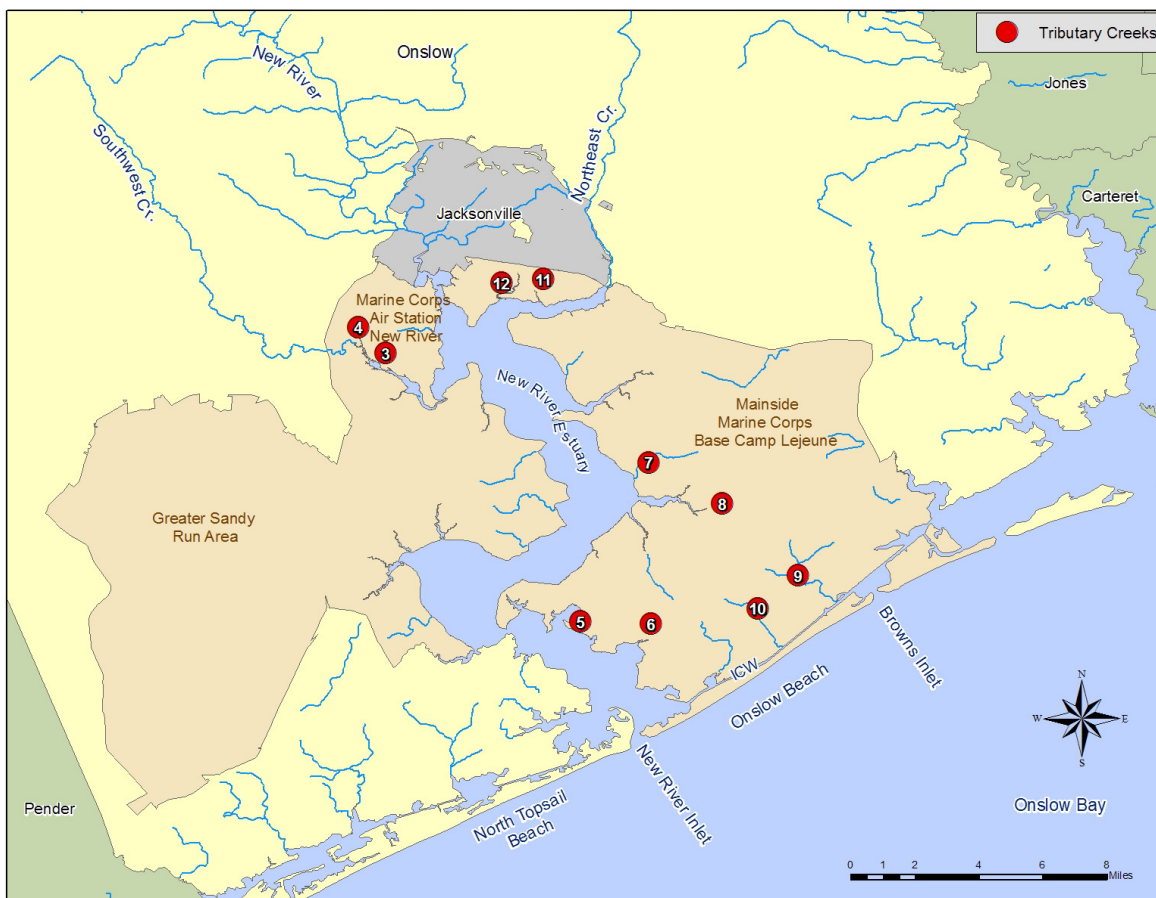 Tributary Creeks
Onslow
New River
Jones
Southwest Cr.
Northeast Cr.
Carteret
Jacksonville
12
11
Marine Corps
Air Station
New River
4
3
New River Estuary
Mainside
Marine Corps
Base Camp Lejeune
7
8
Greater Sandy
Run Area
9
10
5
6
ICW
Onslow Beach
Browns Inlet
N
W
E
S
New River Inlet
North Topsail
Beach
Pender
Onslow Bay
0 1 2 4 6 8
Miles